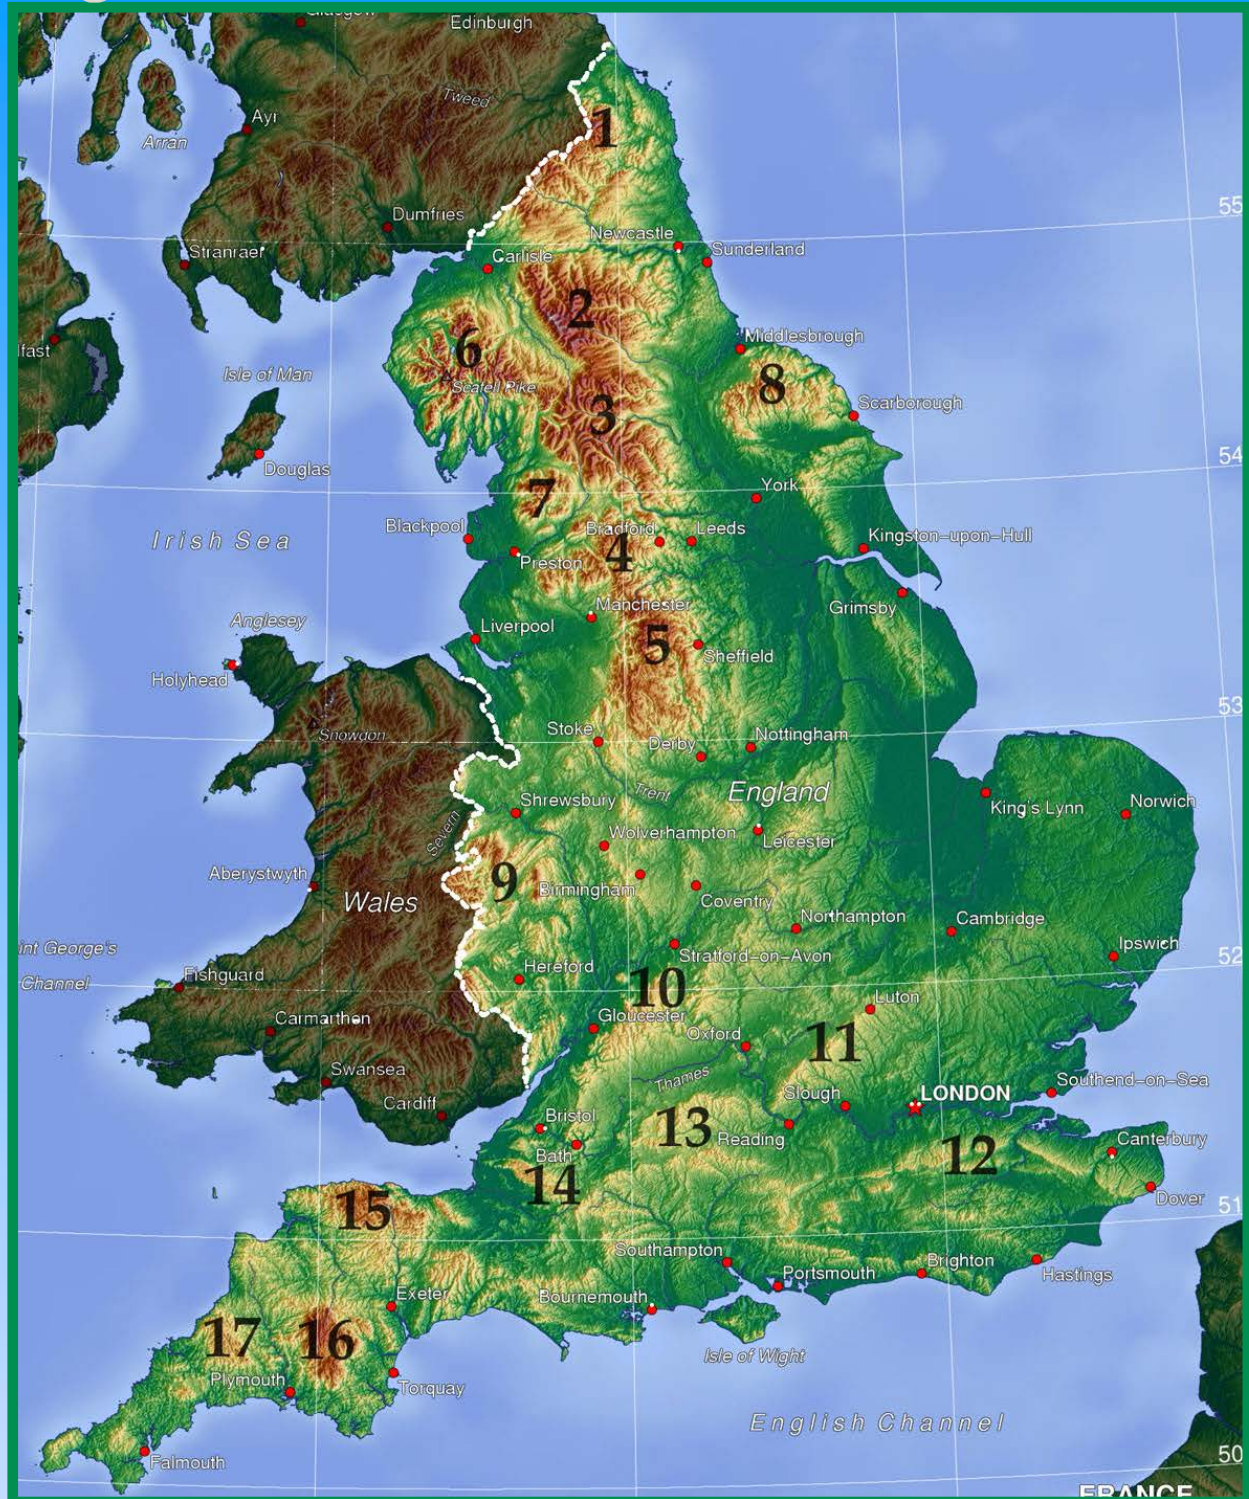 Glasgow
Edinburgh
Tweed
1
Ayr
Arran
Dumfries
55
Newcastle
Stranraer
Sunderland
Carlisle
2
Middlesbrough
6
lfast
Isle of Man
Scafell Pike
8
3
Scarborough
54
Douglas
7
York
Blackpool
Bradford
Leeds
Irish Sea
Kingston-upon-Hull
4
Preston
Manchester
Grimsby
Anglesey
Liverpool
5
Sheffield
Holyhead
53
Stoke
Snowdon
Derby
Nottingham
Trent
England
Shrewsbury
King's Lynn
Norwich
Severn
Wolverhampton
Leicester
Aberystwyth
9
Birmingham
Wales
Coventry
Northampton
Cambridge
int George's
Channel
Stratford-on-Avon
Ipswich
52
Hereford
Fishguard
10
Luton
Carmarthen
Gloucester
Oxford
11
Swansea
Thames
Southend-on-Sea
Slough
LONDON
Cardiff
Bristol
13
Reading
Canterbury
Bath
12
14
Dover
15
51
Southampton
Brighton
Portsmouth
Hastings
Exeter
Bournemouth
17
16
Isle of Wight
Plymouth
Torquay
English Channel
Falmouth
50
FRANCE